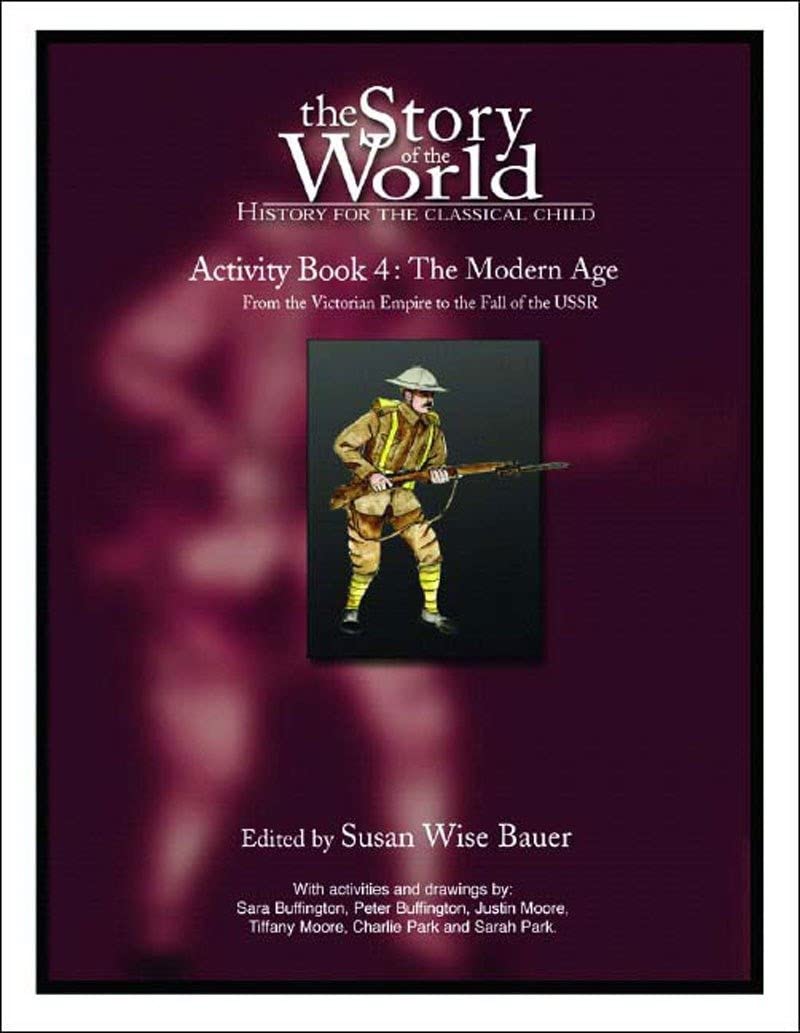 the Story
of the
World
HISTORY FOR THE CLASSICAL CHILD
Activity Book 4: The Modern Age
From the Victorian Empire to the Fall of the USSR
Edited by Susan Wise Bauer
With activities and drawings by:
Sara Buffington, Peter Buffington, Justin Moore,
Tiffany Moore, Charlie Park and Sarah Park.